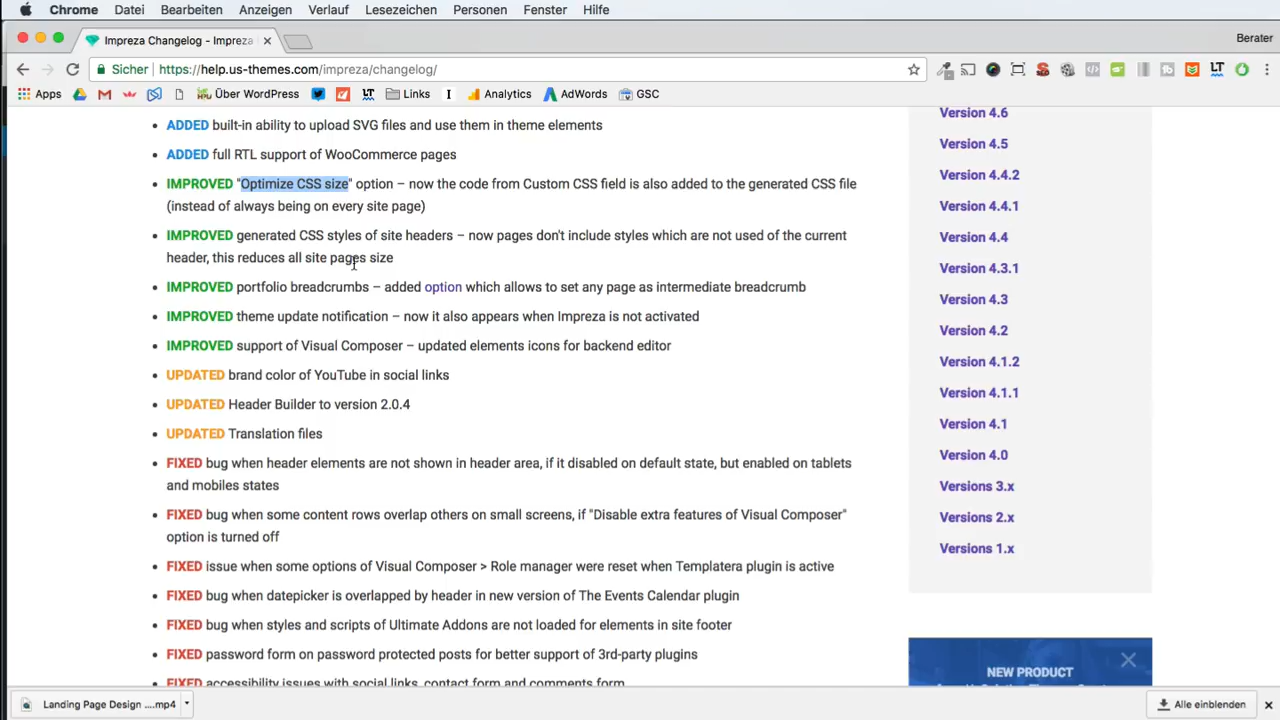 Chrome Datei Bearbeiten Anzeigen Verlauf Lesezeichen Personen Fenster Hilfe
Impreza Changelog - Impreza
Berater
Sicher https://help.us-themes.com/impreza/changelog/
Apps Über WordPress Links Analytics AdWords GSC
• ADDED built-in ability to upload SVG files and use them in theme elements
• ADDED full RTL support of WooCommerce pages
• IMPROVED "Optimize CSS size" option – now the code from Custom CSS field is also added to the generated CSS file
(instead of always being on every site page)
• IMPROVED generated CSS styles of site headers – now pages don't include styles which are not used of the current
header, this reduces all site pages size
• IMPROVED portfolio breadcrumbs – added option which allows to set any page as intermediate breadcrumb
• IMPROVED theme update notification – now it also appears when Impreza is not activated
• IMPROVED support of Visual Composer – updated elements icons for backend editor
• UPDATED brand color of YouTube in social links
• UPDATED Header Builder to version 2.0.4
• UPDATED Translation files
• FIXED bug when header elements are not shown in header area, if it disabled on default state, but enabled on tablets
and mobiles states
• FIXED bug when some content rows overlap others on small screens, if "Disable extra features of Visual Composer"
option is turned off
• FIXED issue when some options of Visual Composer > Role manager were reset when Templatera plugin is active
• FIXED bug when datepicker is overlapped by header in new version of The Events Calendar plugin
• FIXED bug when styles and scripts of Ultimate Addons are not loaded for elements in site footer
• FIXED password form on password protected posts for better support of 3rd-party plugins
• FIXED accessibility issues with social links, contact form and comments form
Version 4.6
Version 4.5
Version 4.4.2
Version 4.4.1
Version 4.4
Version 4.3.1
Version 4.3
Version 4.2
Version 4.1.2
Version 4.1.1
Version 4.1
Version 4.0
Versions 3.x
Versions 2.x
Versions 1.x
NEW PRODUCT
Landing Page Design ....mp4
Alle einblenden